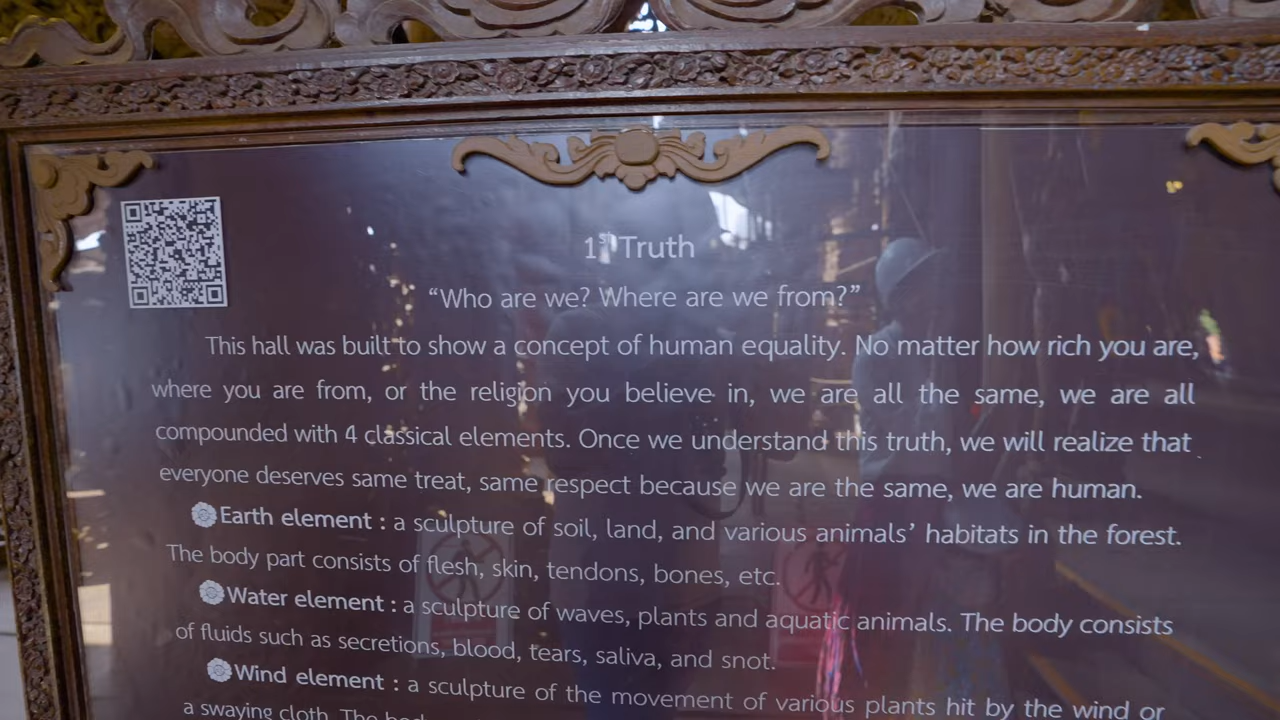 1st Truth
“Who are we? Where are we from?”
This hall was built to show a concept of human equality. No matter how rich you are,
where you are from, or the religion you believe in, we are all the same, we are all
compounded with 4 classical elements. Once we understand this truth, we will realize that
everyone deserves same treat, same respect because we are the same, we are human.
Earth element : a sculpture of soil, land, and various animals’ habitats in the forest.
The body part consists of flesh, skin, tendons, bones, etc.
Water element : a sculpture of waves, plants and aquatic animals. The body consists
of fluids such as secretions, blood, tears, saliva, and snot.
Wind element : a sculpture of the movement of various plants hit by the wind or
a swaying cloth. The